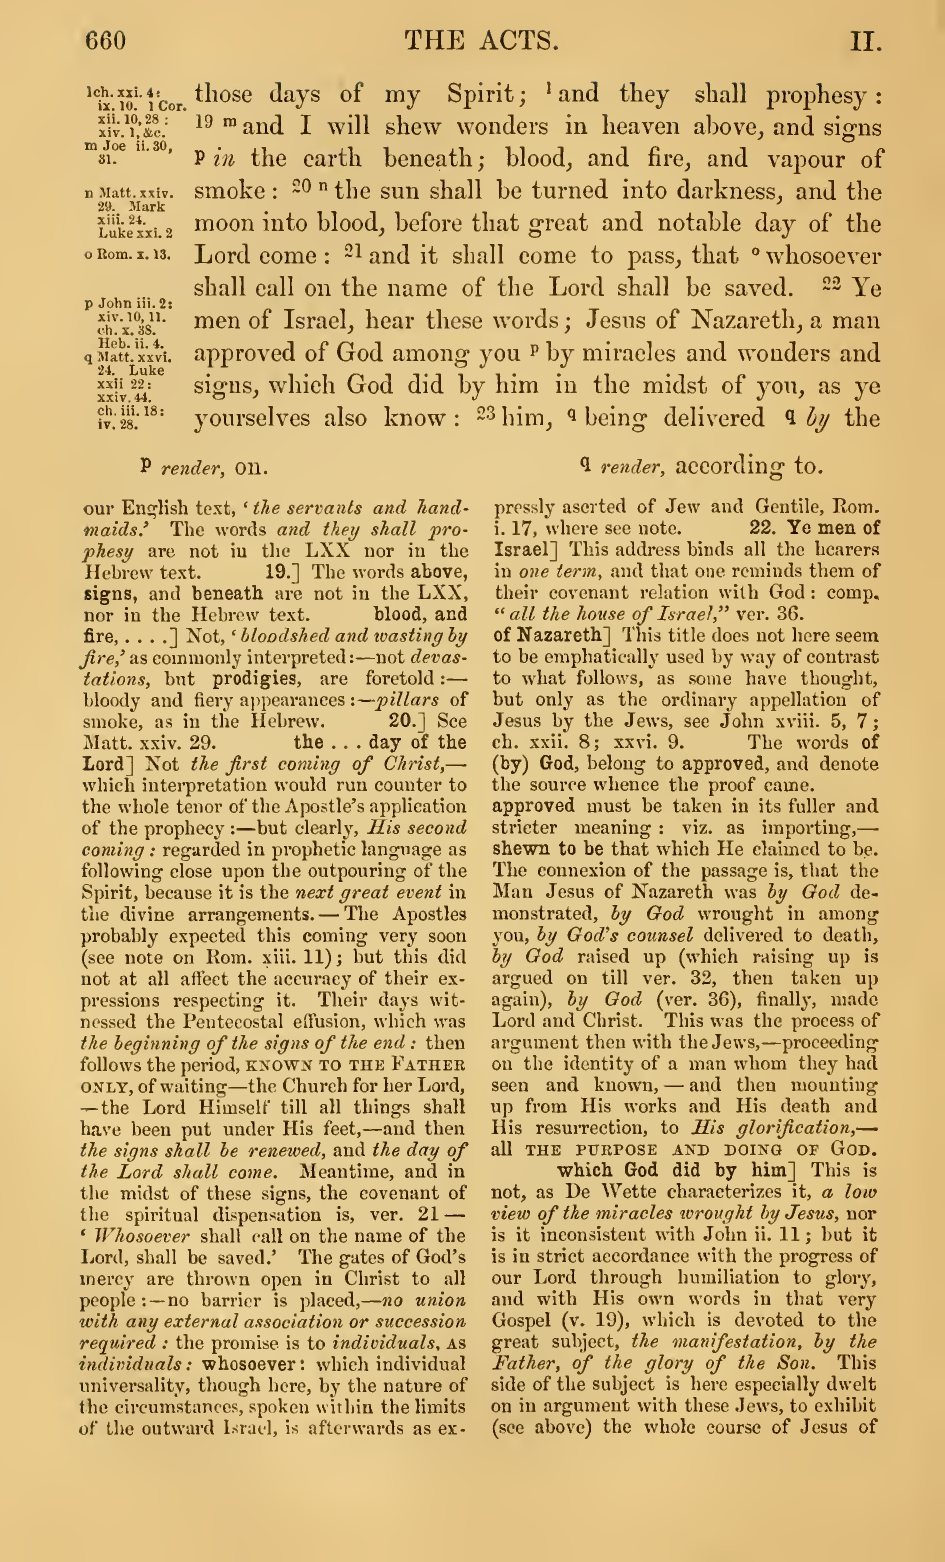 660 THE ACTS. II.
l ch. xxi. 4:
ix. 10. 1 Cor.
xii. 10, 28:
xiv. 1, &c.
m Joe ii. 30,
31.
n Matt. xxiv.
29. Mark
xiii. 24.
Luke xxi. 2
o Rom. x. 13.
p John iii. 2:
xiv. 10, 11.
ch. x. 38.
Heb. ii. 4.
q Matt. xxvi.
24. Luke
xxii 22:
xxiv. 44.
ch. iii. 18:
iv. 28.
those days of my Spirit; l and they shall prophesy :
19 m and I will shew wonders in heaven above, and signs
p in the earth beneath; blood, and fire, and vapour of
smoke : 20 n the sun shall be turned into darkness, and the
moon into blood, before that great and notable day of the
Lord come : 21 and it shall come to pass, that o whosoever
shall call on the name of the Lord shall be saved. 22 Ye
men of Israel, hear these words; Jesus of Nazareth, a man
approved of God among you p by miracles and wonders and
signs, which God did by him in the midst of you, as ye
yourselves also know : 23 him, q being delivered q by the
p render, on.
q render, according to.
our English text, ‘the servants and hand-
maids.’ The words and they shall pro-
phesy are not in the LXX nor in the
Hebrew text. 19.] The words above,
signs, and beneath are not in the LXX,
nor in the Hebrew text. blood, and
fire, . . . .] Not, ‘bloodshed and wasting by
fire,’ as commonly interpreted:—not devas-
tations, but prodigies, are foretold :—
bloody and fiery appearances :—pillars of
smoke, as in the Hebrew. 20.] See
Matt. xxiv. 29. the . . . day of the
Lord] Not the first coming of Christ,—
which interpretation would run counter to
the whole tenor of the Apostle's application
of the prophecy :—but clearly, His second
coming : regarded in prophetic language as
following close upon the outpouring of the
Spirit, because it is the next great event in
the divine arrangements. — The Apostles
probably expected this coming very soon
(see note on Rom. xiii. 11); but this did
not at all affect the accuracy of their ex-
pressions respecting it. Their days wit-
nessed the Pentecostal effusion, which was
the beginning of the signs of the end : then
follows the period, KNOWN TO THE FATHER
ONLY, of waiting—the Church for her Lord,
—the Lord Himself till all things shall
have been put under His feet,—and then
the signs shall be renewed, and the day of
the Lord shall come. Meantime, and in
the midst of these signs, the covenant of
the spiritual dispensation is, ver. 21 —
‘Whosoever shall call on the name of the
Lord, shall be saved.’ The gates of God's
mercy are thrown open in Christ to all
people :—no barrier is placed,—no union
with any external association or succession
required : the promise is to individuals, AS
individuals : whosoever : which individual
universality, though here, by the nature of
the circumstances, spoken within the limits
of the outward Israel, is afterwards as ex-
pressly aserted of Jew and Gentile, Rom.
i. 17, where see note. 22. Ye men of
Israel] This address binds all the hearers
in one term, and that one reminds them of
their covenant relation with God : comp.
“all the house of Israel,” ver. 36.
of Nazareth] This title does not here seem
to be emphatically used by way of contrast
to what follows, as some have thought,
but only as the ordinary appellation of
Jesus by the Jews, see John xviii. 5, 7 ;
ch. xxii. 8; xxvi. 9. The words of
(by) God, belong to approved, and denote
the source whence the proof came.
approved must be taken in its fuller and
stricter meaning : viz. as importing,—
shewn to be that which He claimed to be.
The connexion of the passage is, that the
Man Jesus of Nazareth was by God de-
monstrated, by God wrought in among
you, by God's counsel delivered to death,
by God raised up (which raising up is
argued on till ver. 32, then taken up
again), by God (ver. 36), finally, made
Lord and Christ. This was the process of
argument then with the Jews,—proceeding
on the identity of a man whom they had
seen and known, — and then mounting
up from His works and His death and
His resurrection, to His glorification,—
all THE PURPOSE AND DOING OF GOD.
which God did by him] This is
not, as De Wette characterizes it, a low
view of the miracles wrought by Jesus, nor
is it inconsistent with John ii. 11; but it
is in strict accordance with the progress of
our Lord through humiliation to glory,
and with His own words in that very
Gospel (v. 19), which is devoted to the
great subject, the manifestation, by the
Father, of the glory of the Son. This
side of the subject is here especially dwelt
on in argument with these Jews, to exhibit
(see above) the whole course of Jesus of